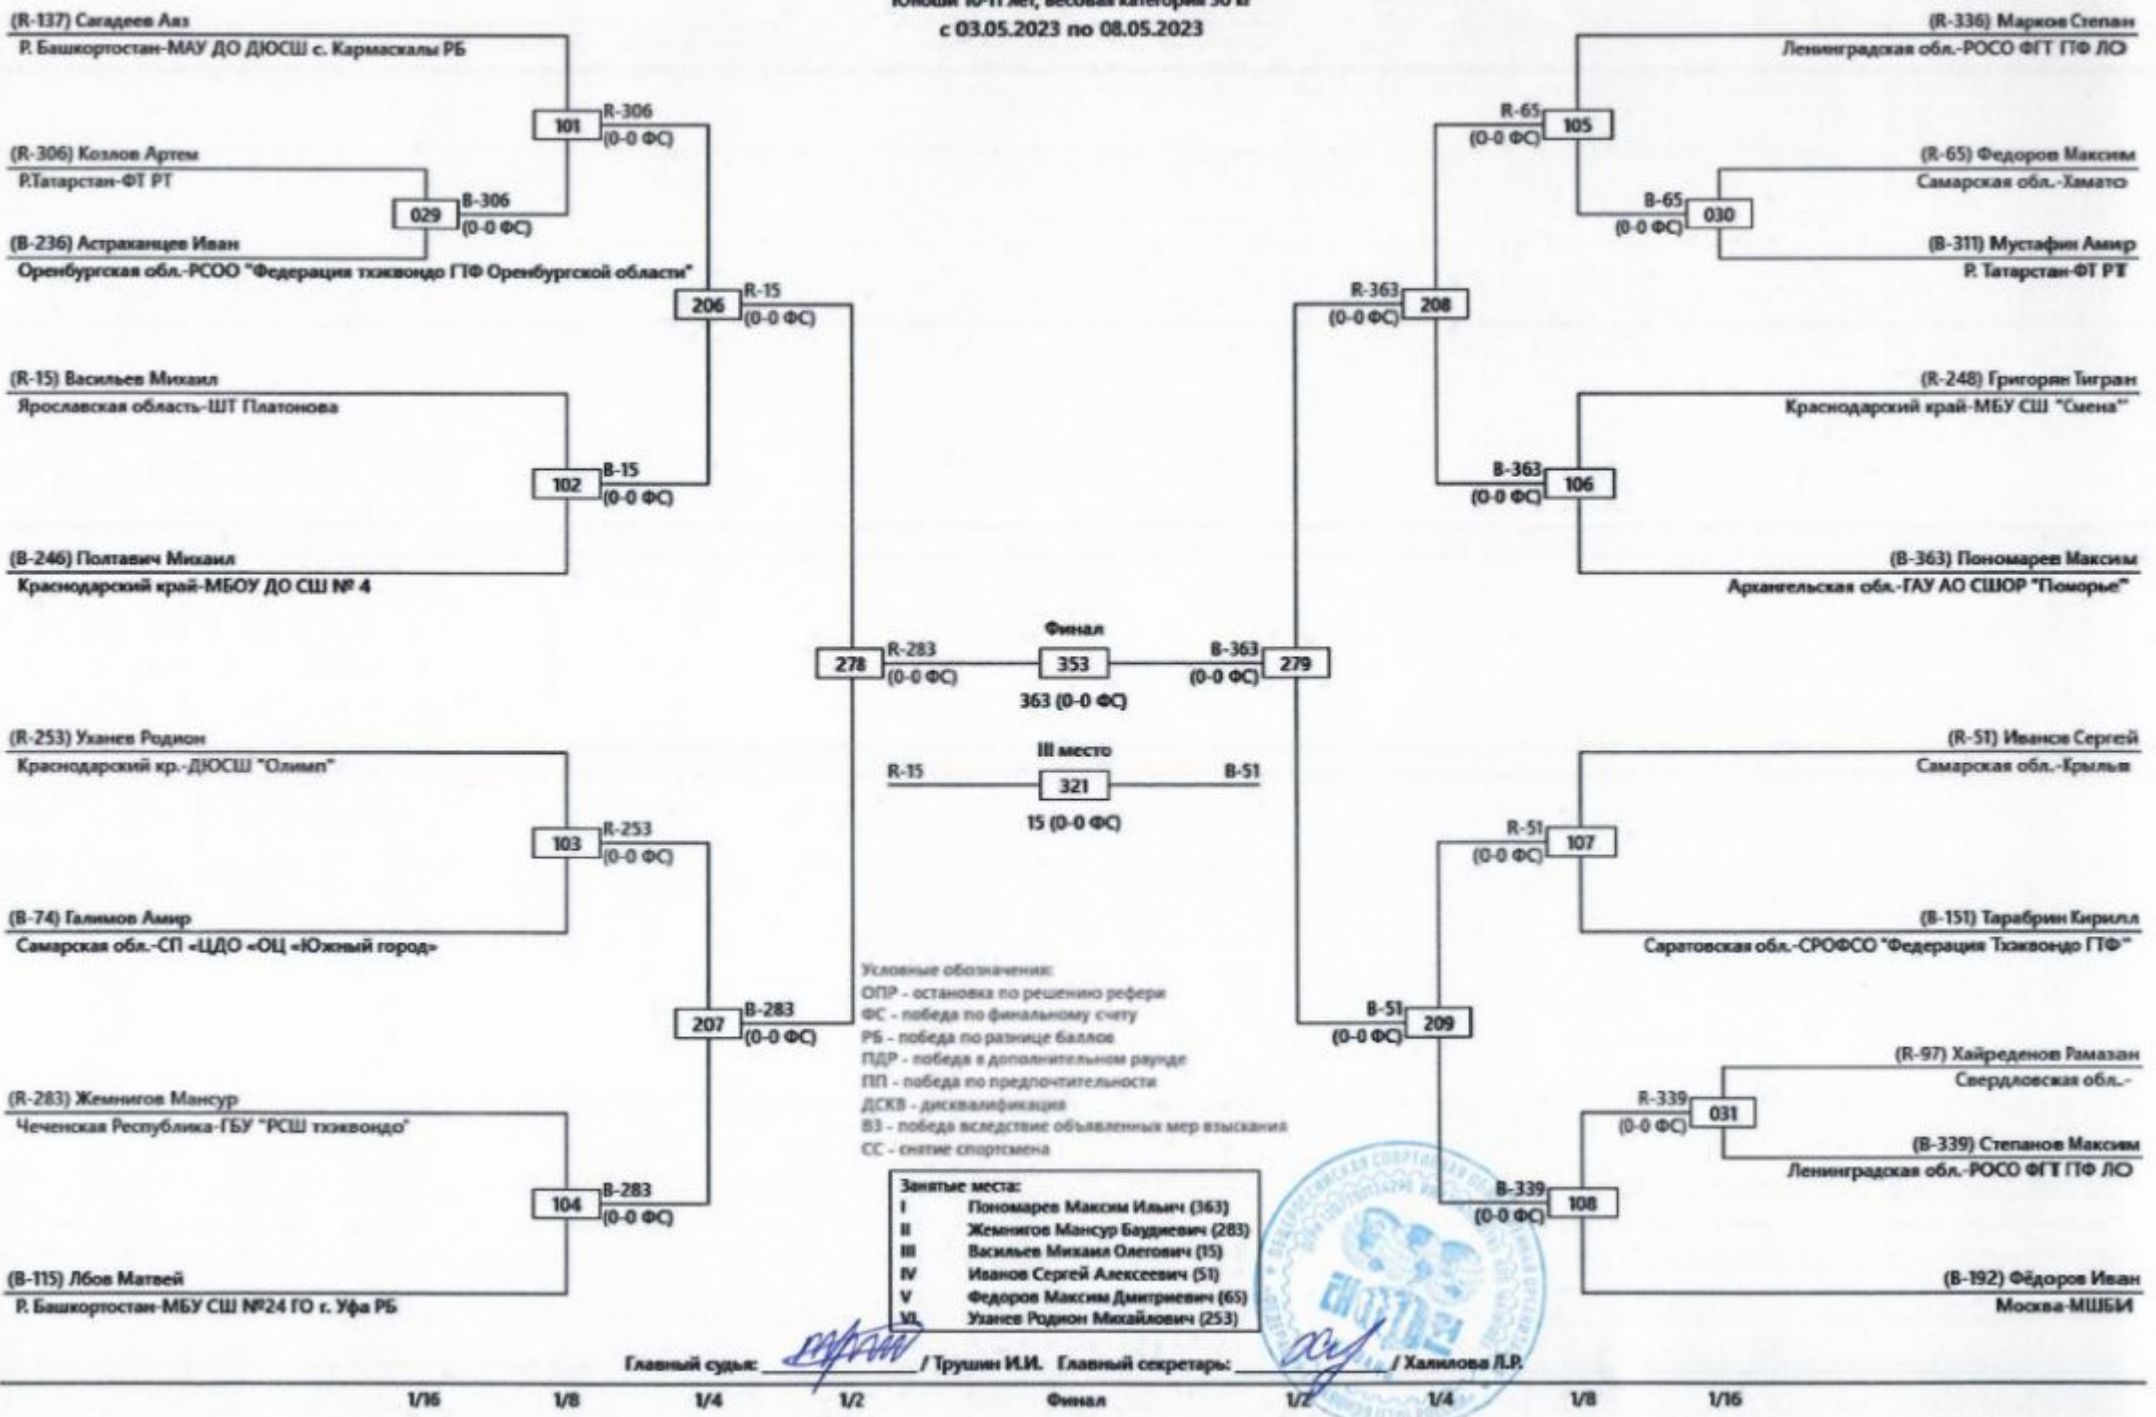 Юноши 10-11 лет, весовая категория 50 кг
с 03.05.2023 по 08.05.2023
(R-137) Сагадеев Аяз
Р. Башкортостан-МАУ ДО ДЮСШ с. Кармаскалы РБ
101
R-306
(0-0 ФС)
(R-306) Козлов Артем
Р.Татарстан-ФТ РТ
029
B-306
(0-0 ФС)
(B-236) Астраханцев Иван
Оренбургская обл.-РСОО "Федерация тхэквондо ГТФ Оренбургской области"
206
R-15
(0-0 ФС)
(R-15) Васильев Михаил
Ярославская область-ШТ Платонова
102
B-15
(0-0 ФС)
(B-246) Полтавич Михаил
Краснодарский край-МБОУ ДО СШ № 4
278
R-283
(0-0 ФС)
(R-253) Уханев Родион
Краснодарский кр.-ДЮСШ "Олимп"
103
R-253
(0-0 ФС)
(B-74) Галимов Амир
Самарская обл.-СП «ЦДО «ОЦ «Южный город»
207
B-283
(0-0 ФС)
(R-283) Жемнигов Мансур
Чеченская Республика-ГБУ "РСШ тхэквондо"
104
B-283
(0-0 ФС)
(B-115) Лбов Матвей
Р. Башкортостан-МБУ СШ №24 ГО г. Уфа РБ
Финал
353
363 (0-0 ФС)
III место
R-15
321
B-51
15 (0-0 ФС)
(R-336) Марков Степан
Ленинградская обл.-РОСО ФГТ ГТФ ЛО
R-65
(0-0 ФС)
105
(R-65) Федоров Максим
Самарская обл.-Хаматэ
B-65
(0-0 ФС)
030
(B-311) Мустафин Амир
Р. Татарстан-ФТ РТ
R-363
(0-0 ФС)
208
(R-248) Григорян Тигран
Краснодарский край-МБУ СШ "Смена"
B-363
(0-0 ФС)
106
(B-363) Пономарев Максим
Архангельская обл.-ГАУ АО СШОР "Поморье"
B-363
(0-0 ФС)
279
(R-51) Иванов Сергей
Самарская обл.-Крылья
R-51
(0-0 ФС)
107
(B-151) Тарабрин Кирилл
Саратовская обл.-СРОФСО "Федерация Тхэквондо ГТФ"
B-51
(0-0 ФС)
209
(R-97) Хайреденов Рамазан
Свердловская обл.-
R-339
(0-0 ФС)
031
(B-339) Степанов Максим
Ленинградская обл.-РОСО ФГТ ГТФ ЛО
B-339
(0-0 ФС)
108
(B-192) Фёдоров Иван
Москва-МШБИ
Условные обозначения:
ОПР - остановка по решению рефери
ФС - победа по финальному счету
РБ - победа по разнице баллов
ПДР - победа в дополнительном раунде
ПП - победа по предпочтительности
ДСКВ - дисквалификация
ВЗ - победа вследствие объявленных мер взыскания
СС - снятие спортсмена
Занятые места:
I Пономарев Максим Ильич (363)
II Жемнигов Мансур Баудиевич (283)
III Васильев Михаил Олегович (15)
IV Иванов Сергей Алексеевич (51)
V Федоров Максим Дмитриевич (65)
VI Уханев Родион Михайлович (253)
Главный судья: / Трушин И.И. Главный секретарь: / Халилова Л.Р.
1/16 1/8 1/4 1/2 Финал 1/2 1/4 1/8 1/16